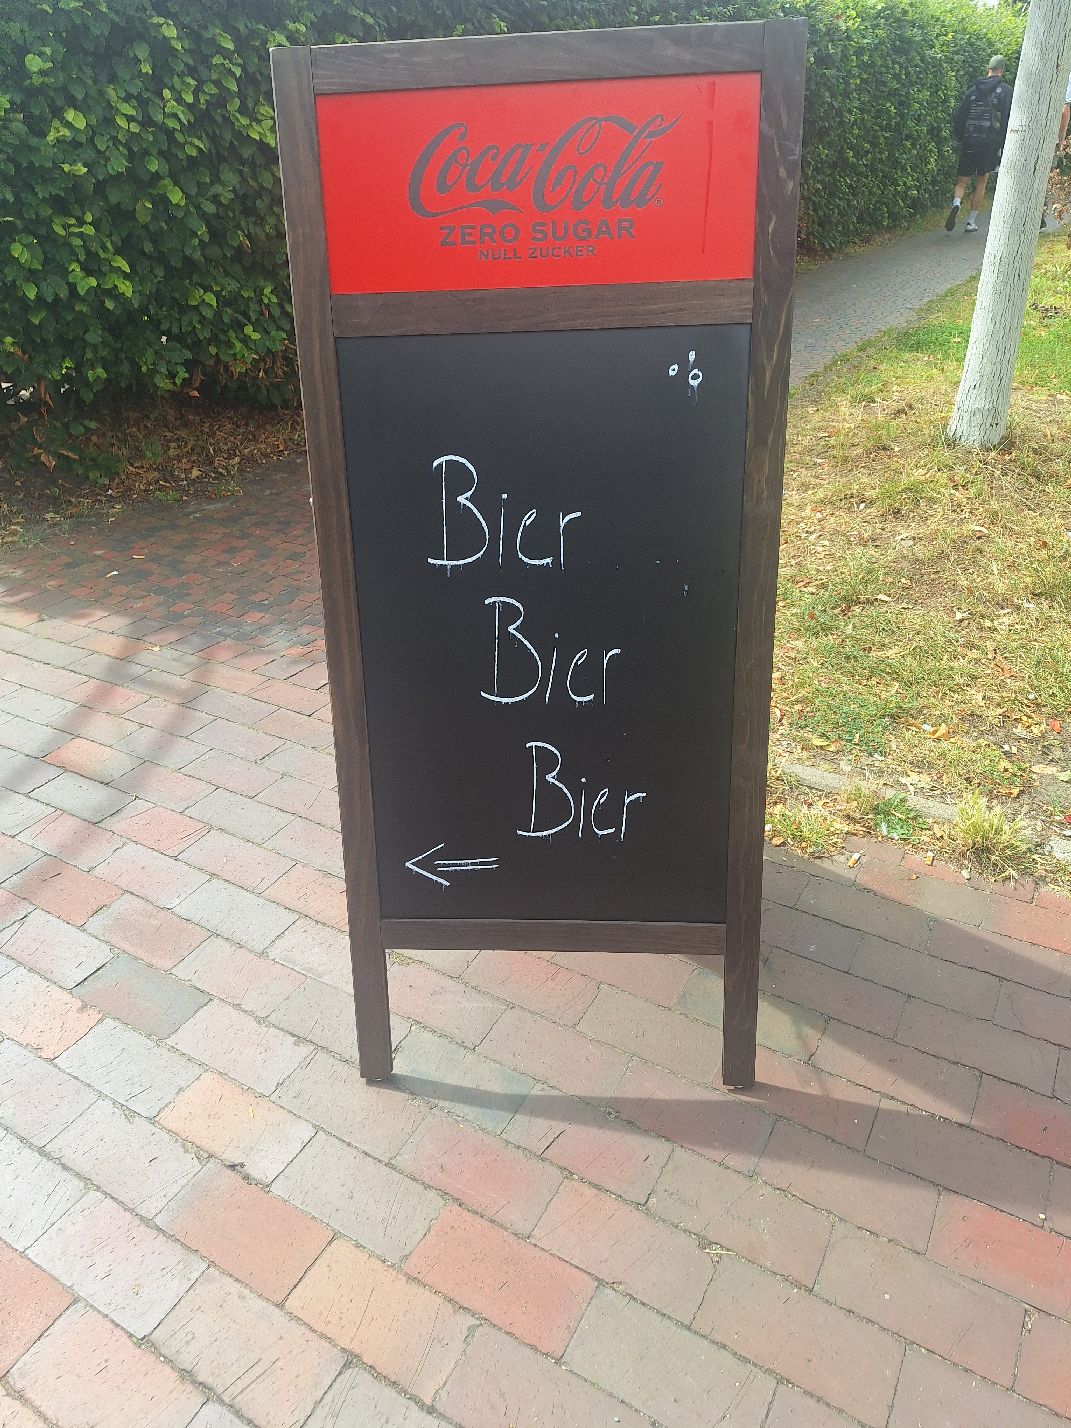 Coca-Cola®
ZERO SUGAR
NULL ZUCKER
Bier
Bier
Bier